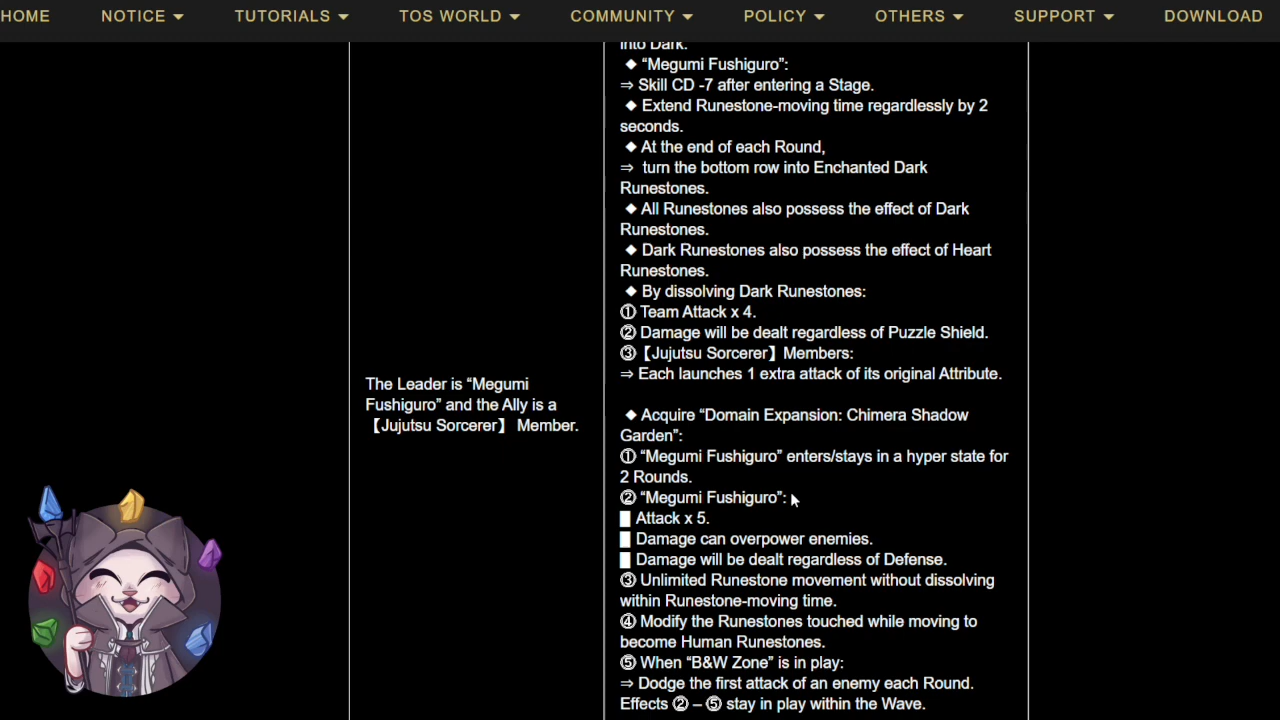 HOME NOTICE TUTORIALS TOS WORLD COMMUNITY POLICY OTHERS SUPPORT DOWNLOAD
into Dark.
◆ “Megumi Fushiguro”:
⇒ Skill CD -7 after entering a Stage.
◆ Extend Runestone-moving time regardlessly by 2
seconds.
◆ At the end of each Round,
⇒ turn the bottom row into Enchanted Dark
Runestones.
◆ All Runestones also possess the effect of Dark
Runestones.
◆ Dark Runestones also possess the effect of Heart
Runestones.
◆ By dissolving Dark Runestones:
① Team Attack x 4.
② Damage will be dealt regardless of Puzzle Shield.
③【Jujutsu Sorcerer】Members:
⇒ Each launches 1 extra attack of its original Attribute.
The Leader is “Megumi
Fushiguro” and the Ally is a
【Jujutsu Sorcerer】 Member.
◆ Acquire “Domain Expansion: Chimera Shadow
Garden”:
① “Megumi Fushiguro” enters/stays in a hyper state for
2 Rounds.
② “Megumi Fushiguro”:
█ Attack x 5.
█ Damage can overpower enemies.
█ Damage will be dealt regardless of Defense.
③ Unlimited Runestone movement without dissolving
within Runestone-moving time.
④ Modify the Runestones touched while moving to
become Human Runestones.
⑤ When “B&W Zone” is in play:
⇒ Dodge the first attack of an enemy each Round.
Effects ② – ⑤ stay in play within the Wave.